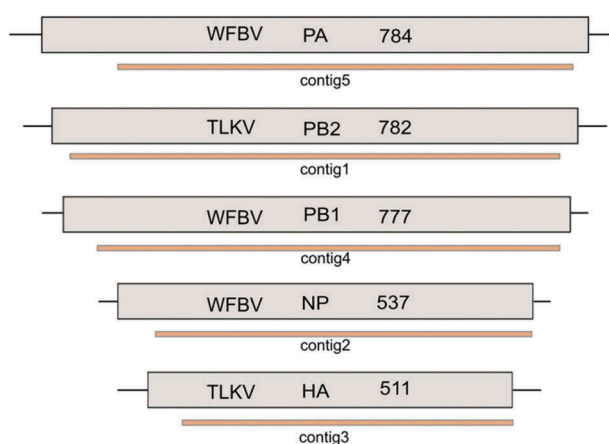 WFBV PA 784
contig5
TLKV PB2 782
contig1
WFBV PB1 777
contig4
WFBV NP 537
contig2
TLKV HA 511
contig3